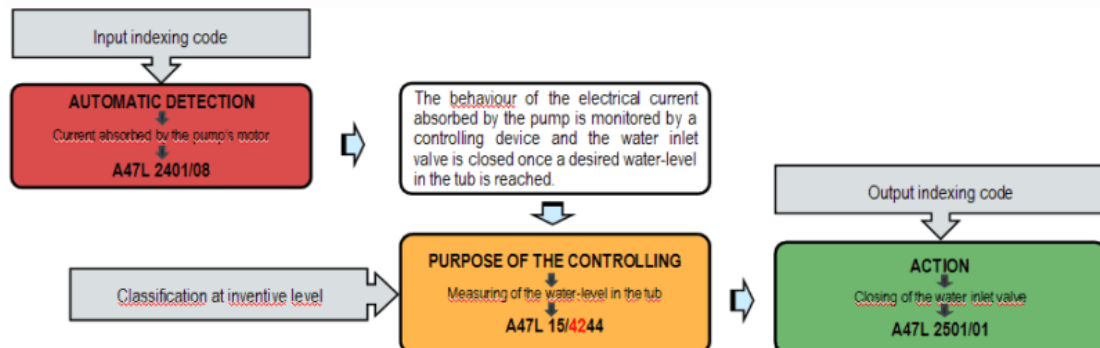 Input indexing code
AUTOMATIC DETECTION
Current absorbed by the pump's motor
A47L 2401/08
The behaviour of the electrical current
absorbed by the pump is monitored by a
controlling device and the water inlet
valve is closed once a desired water-level
in the tub is reached.
Output indexing code
Classification at inventive level
PURPOSE OF THE CONTROLLING
Measuring of the water-level in the tub
A47L 15/4244
ACTION
Closing of the water inlet valve
A47L 2501/01